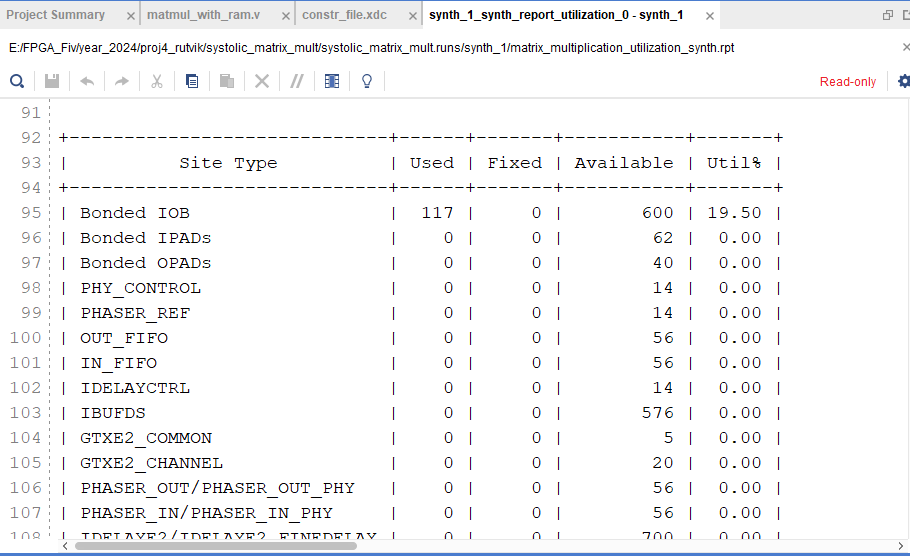 Project Summary × matmul_with_ram.v × constr_file.xdc × synth_1_synth_report_utilization_0 - synth_1 ×
E:/FPGA_Fiv/year_2024/proj4_rutvik/systolic_matrix_mult/systolic_matrix_mult.runs/synth_1/matrix_multiplication_utilization_synth.rpt
Read-only
91
92 +-----------------------------+------+-------+-----------+-------+
93 |          Site Type          | Used | Fixed | Available | Util% |
94 +-----------------------------+------+-------+-----------+-------+
95 | Bonded IOB                  |  117 |     0 |       600 | 19.50 |
96 | Bonded IPADs                |    0 |     0 |        62 |  0.00 |
97 | Bonded OPADs                |    0 |     0 |        40 |  0.00 |
98 | PHY_CONTROL                 |    0 |     0 |        14 |  0.00 |
99 | PHASER_REF                  |    0 |     0 |        14 |  0.00 |
100 | OUT_FIFO                    |    0 |     0 |        56 |  0.00 |
101 | IN_FIFO                     |    0 |     0 |        56 |  0.00 |
102 | IDELAYCTRL                  |    0 |     0 |        14 |  0.00 |
103 | IBUFDS                      |    0 |     0 |       576 |  0.00 |
104 | GTXE2_COMMON                |    0 |     0 |         5 |  0.00 |
105 | GTXE2_CHANNEL               |    0 |     0 |        20 |  0.00 |
106 | PHASER_OUT/PHASER_OUT_PHY   |    0 |     0 |        56 |  0.00 |
107 | PHASER_IN/PHASER_IN_PHY     |    0 |     0 |        56 |  0.00 |
108 | IDELAYE2/IDELAYE2_FINEDELAY |    0 |     0 |       700 |  0.00 |